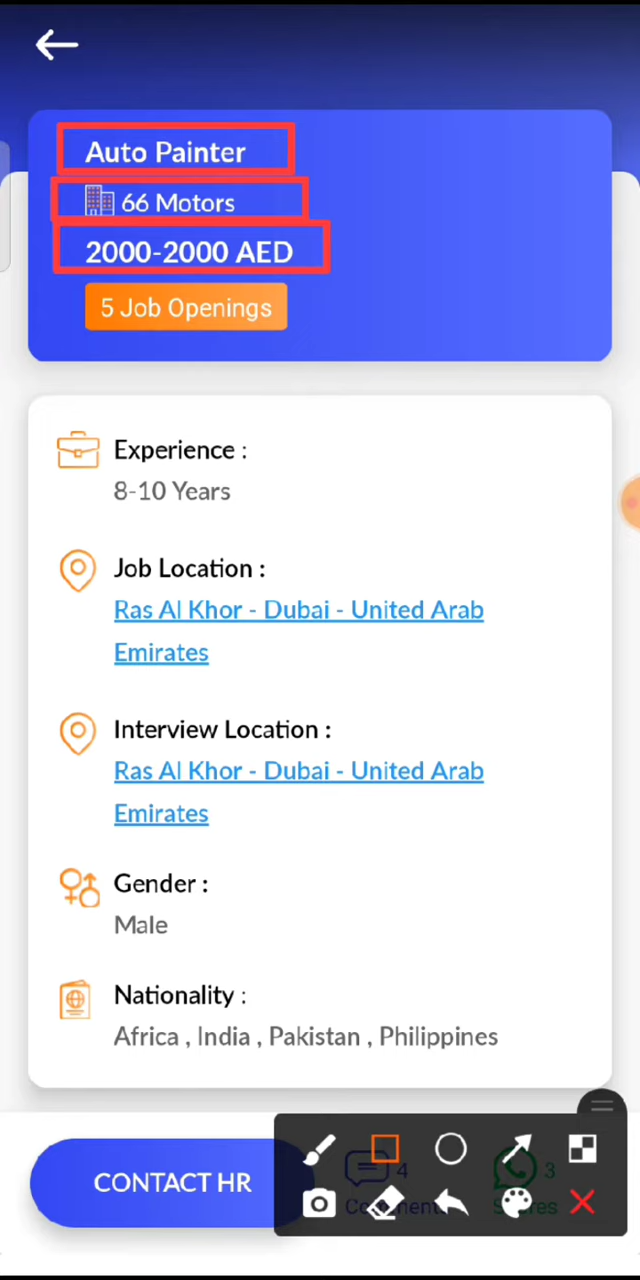 Auto Painter
66 Motors
2000-2000 AED
5 Job Openings
Experience :
8-10 Years
Job Location :
Ras Al Khor - Dubai - United Arab
Emirates
Interview Location :
Ras Al Khor - Dubai - United Arab
Emirates
Gender :
Male
Nationality :
Africa , India , Pakistan , Philippines
CONTACT HR
4
3